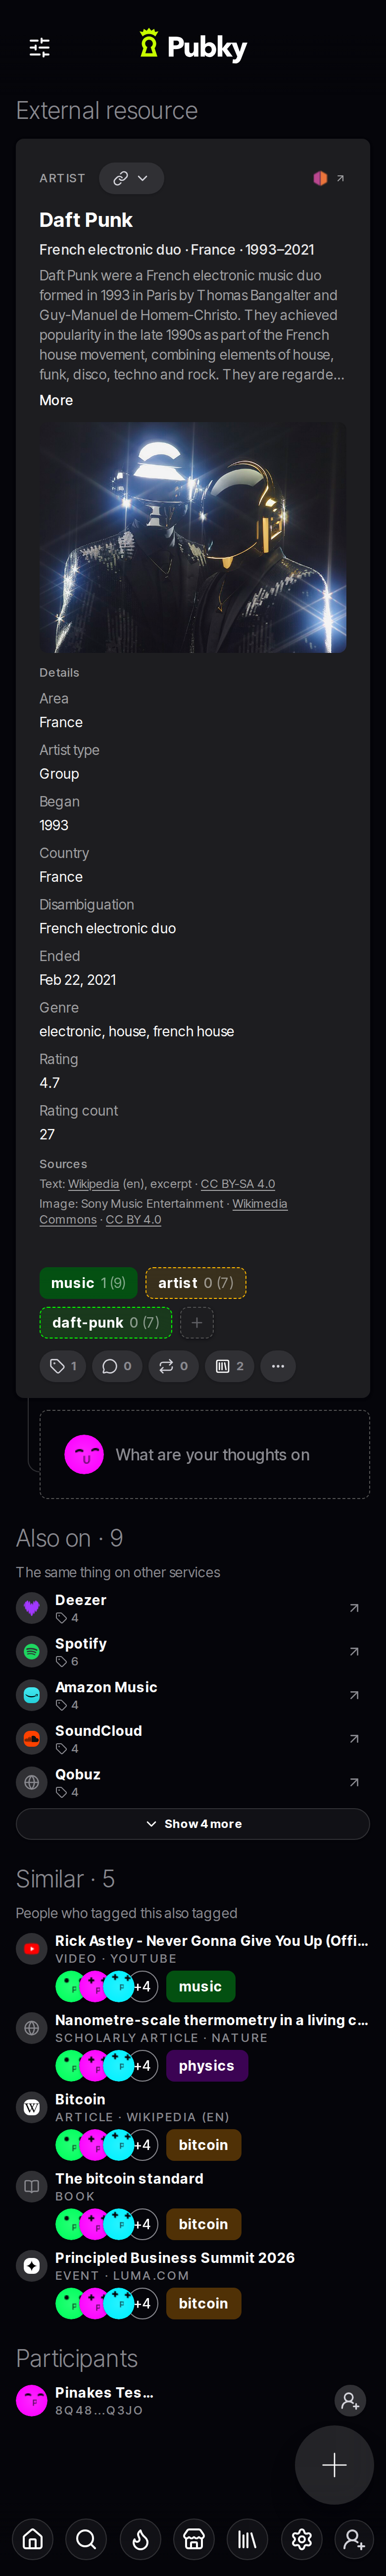 Pubky
External resource
ARTIST
Daft Punk
French electronic duo · France · 1993–2021
Daft Punk were a French electronic music duo
formed in 1993 in Paris by Thomas Bangalter and
Guy-Manuel de Homem-Christo. They achieved
popularity in the late 1990s as part of the French
house movement, combining elements of house,
funk, disco, techno and rock. They are regarde...
More
Details
Area
France
Artist type
Group
Began
1993
Country
France
Disambiguation
French electronic duo
Ended
Feb 22, 2021
Genre
electronic, house, french house
Rating
4.7
Rating count
27
Sources
Text: Wikipedia (en), excerpt · CC BY-SA 4.0
Image: Sony Music Entertainment · Wikimedia
Commons · CC BY 4.0
music 1 (9) artist 0 (7)
daft-punk 0 (7) +
1 0 0 2
What are your thoughts on
Also on · 9
The same thing on other services
Deezer
4
Spotify
6
Amazon Music
4
SoundCloud
4
Qobuz
4
Show 4 more
Similar · 5
People who tagged this also tagged
Rick Astley - Never Gonna Give You Up (Offi...
VIDEO · YOUTUBE
+4 music
Nanometre-scale thermometry in a living c...
SCHOLARLY ARTICLE · NATURE
+4 physics
Bitcoin
ARTICLE · WIKIPEDIA (EN)
+4 bitcoin
The bitcoin standard
BOOK
+4 bitcoin
Principled Business Summit 2026
EVENT · LUMA.COM
+4 bitcoin
Participants
Pinakes Tes...
8Q48...Q3JO